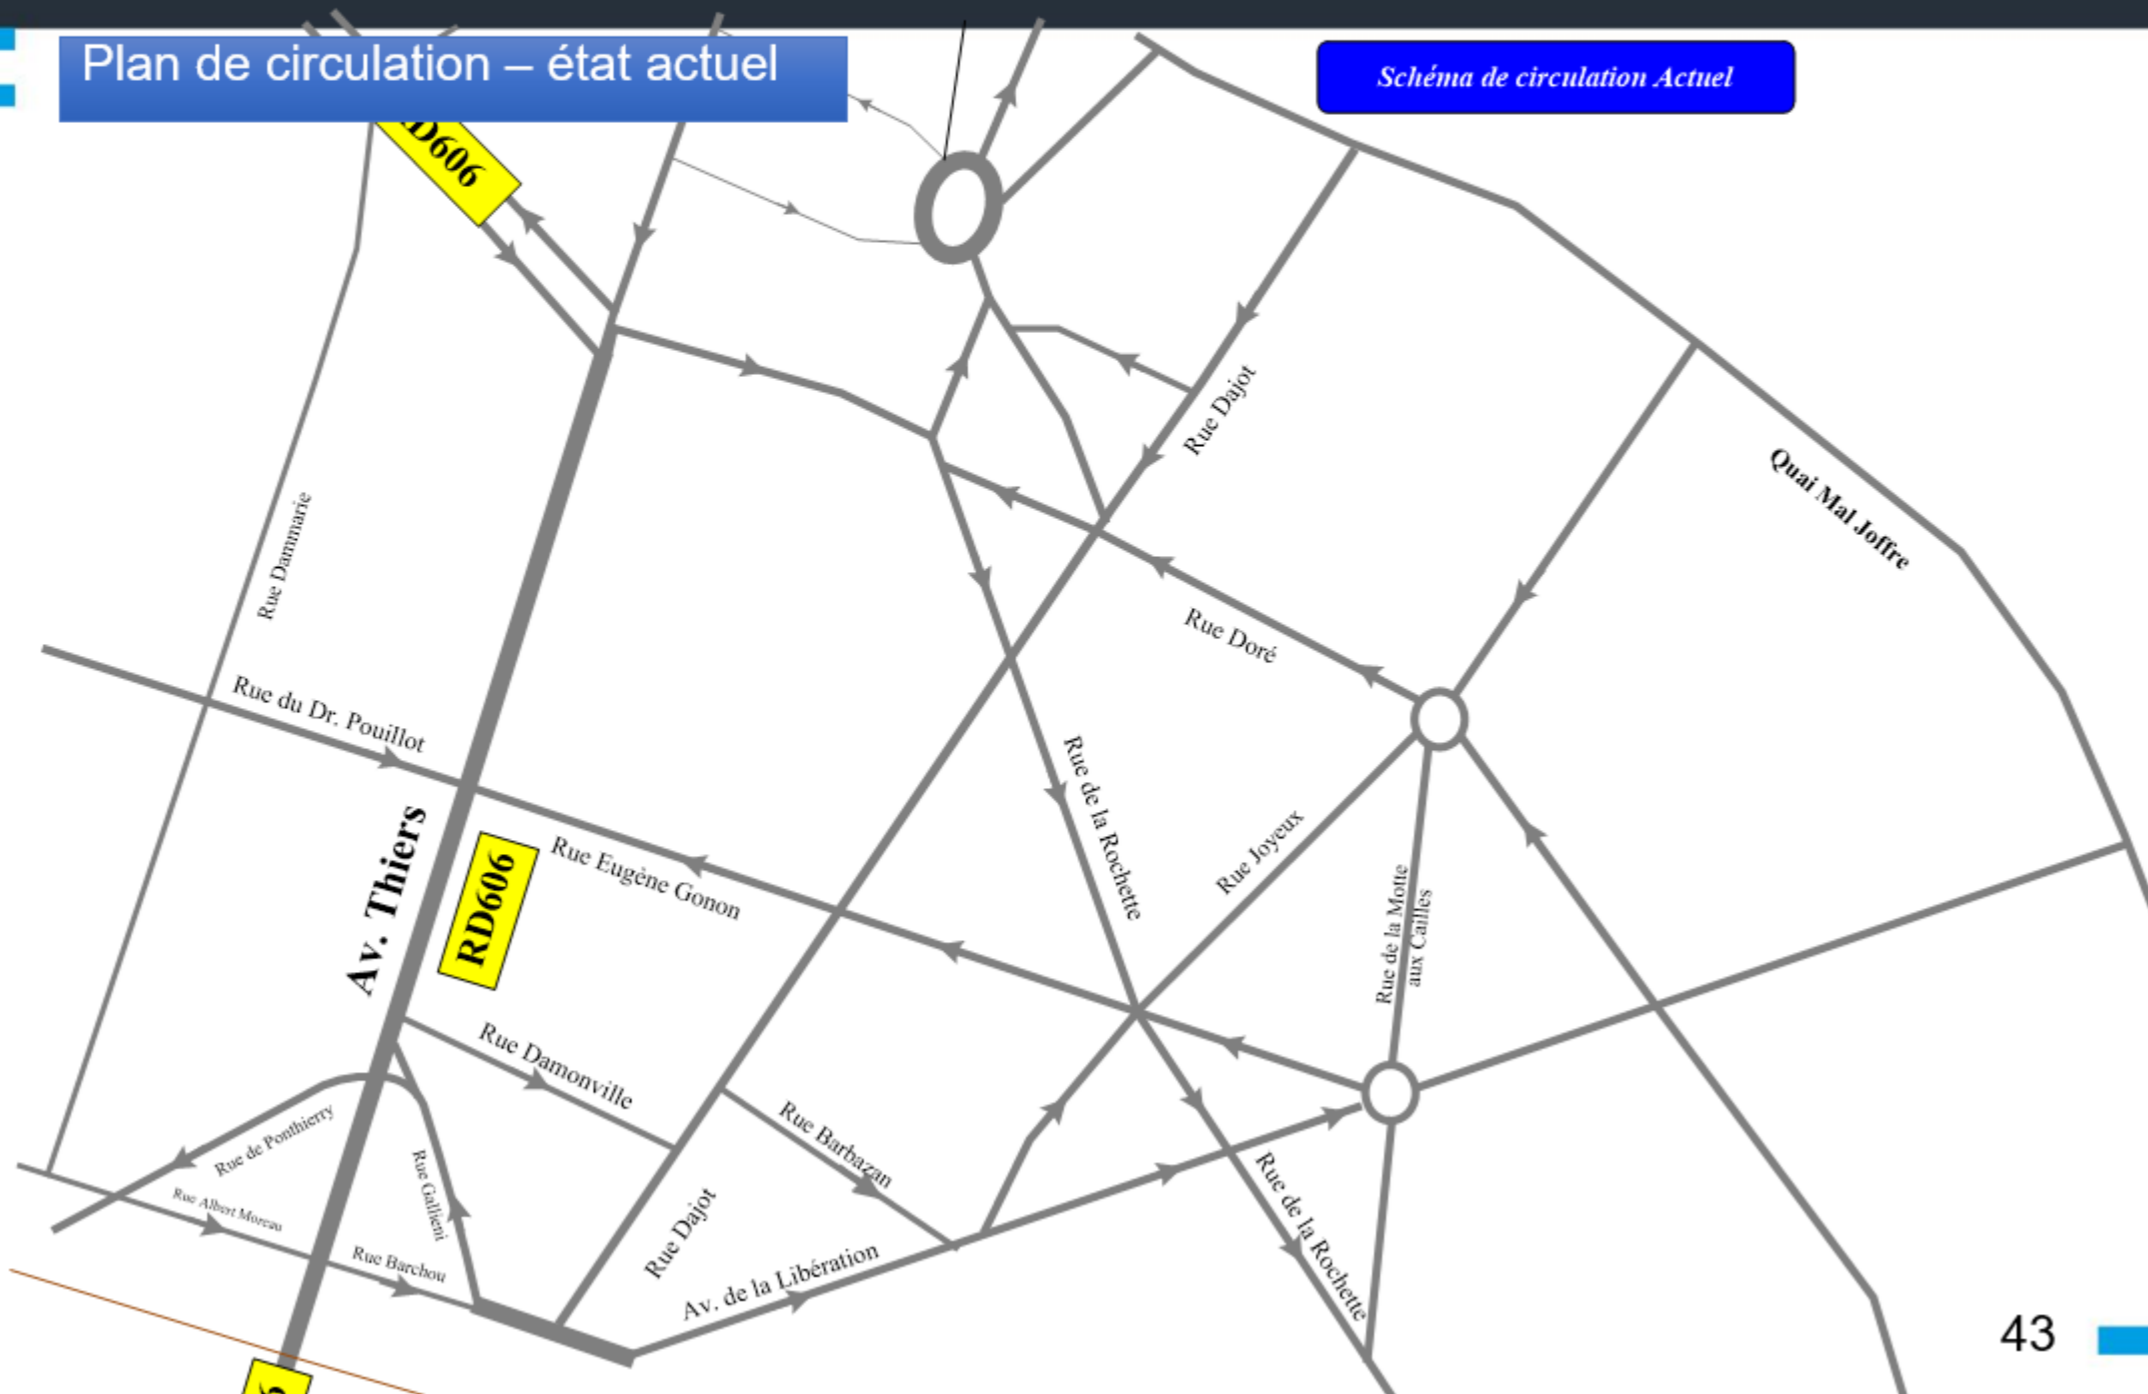 Plan de circulation – état actuel
Schéma de circulation Actuel
D606
Rue Dajot
Quai Mal Joffre
Rue Dammarie
Rue Doré
Rue du Dr. Pouillot
Rue de la Rochette
Av. Thiers
RD606
Rue Eugène Gonon
Rue Joyeux
Rue de la Motte
aux Cailles
Rue Damonville
Rue de Ponthierry
Rue Barbazan
Rue Gallieni
Rue Albert Moreau
Rue Barchou
Rue Dajot
Av. de la Libération
Rue de la Rochette
43
6